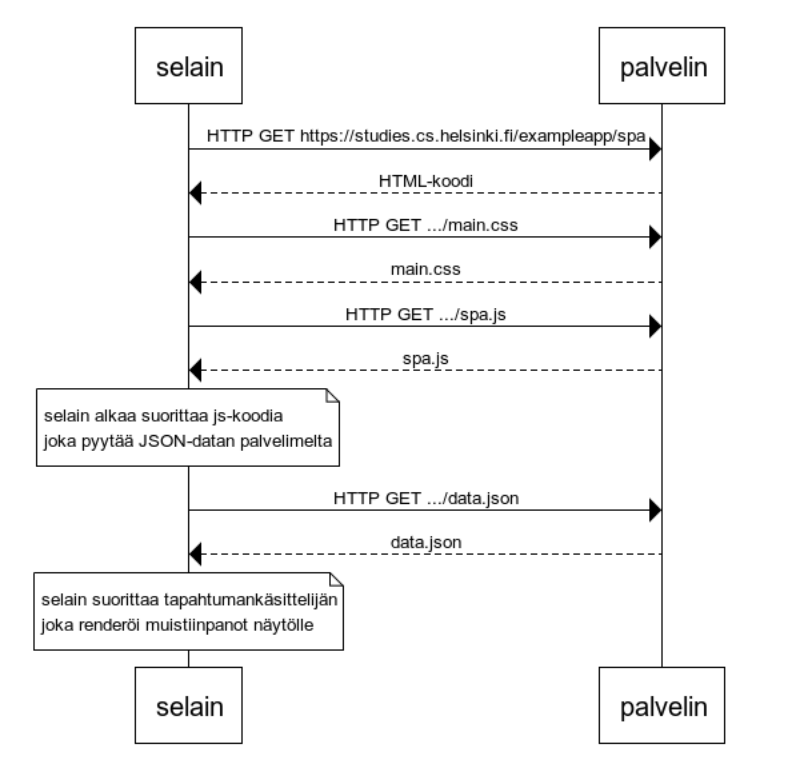 selain
palvelin
HTTP GET https://studies.cs.helsinki.fi/exampleapp/spa
HTML-koodi
HTTP GET .../main.css
main.css
HTTP GET .../spa.js
spa.js
selain alkaa suorittaa js-koodia
joka pyytää JSON-datan palvelimelta
HTTP GET .../data.json
data.json
selain suorittaa tapahtumankäsittelijän
joka renderöi muistiinpanot näytölle
selain
palvelin